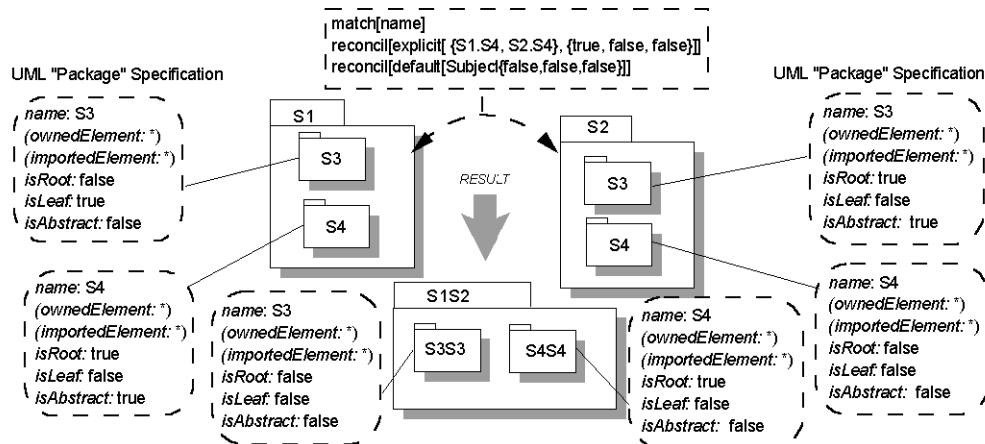 match[name]
reconcil[explicit[ {S1.S4, S2.S4}, {true, false, false}]]
reconcil[default[Subject{false,false,false}]]
UML "Package" Specification
name: S3
(ownedElement: *)
(importedElement: *)
isRoot: false
isLeaf: true
isAbstract: false
name: S4
(ownedElement: *)
(importedElement: *)
isRoot: true
isLeaf: false
isAbstract: true
S1
S3
S4
RESULT
S2
S3
S4
UML "Package" Specification
name: S3
(ownedElement: *)
(importedElement: *)
isRoot: true
isLeaf: false
isAbstract: true
name: S4
(ownedElement: *)
(importedElement: *)
isRoot: false
isLeaf: false
isAbstract: false
name: S3
(ownedElement: *)
(importedElement: *)
isRoot: false
isLeaf: false
isAbstract: false
S1S2
S3S3
S4S4
name: S4
(ownedElement: *)
(importedElement: *)
isRoot: true
isLeaf: false
isAbstract: false